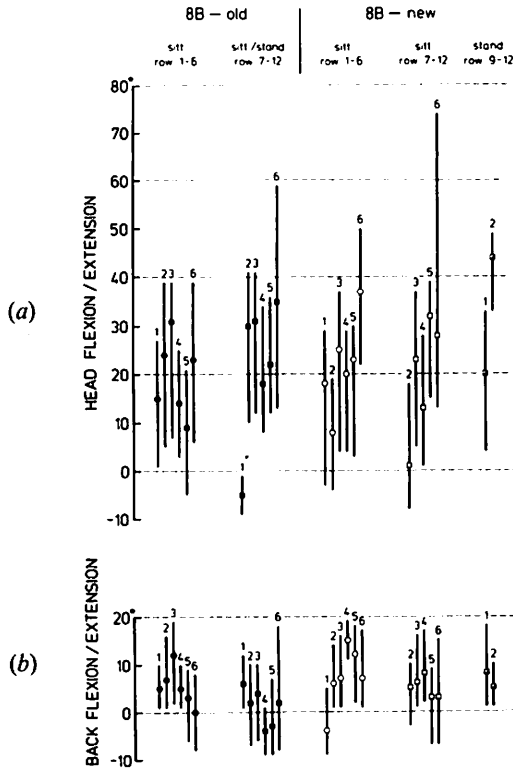 8B – old 8B – new
sitt sitt/stand sitt sitt stand
row 1-6 row 7-12 row 1-6 row 7-12 row 9-12
(a)
HEAD FLEXION / EXTENSION
80°
70
60
50
40
30
20
10
0
-10
1 2 3 4 5 6
1 2 3 4 5 6
1 2 3 4 5 6
2 3 4 5 6
1 2
(b)
BACK FLEXION / EXTENSION
20°
10
0
-10
1 2 3 4 5 6
1 2 3 4 5 6
1 2 3 4 5 6
2 3 4 5 6
1 2